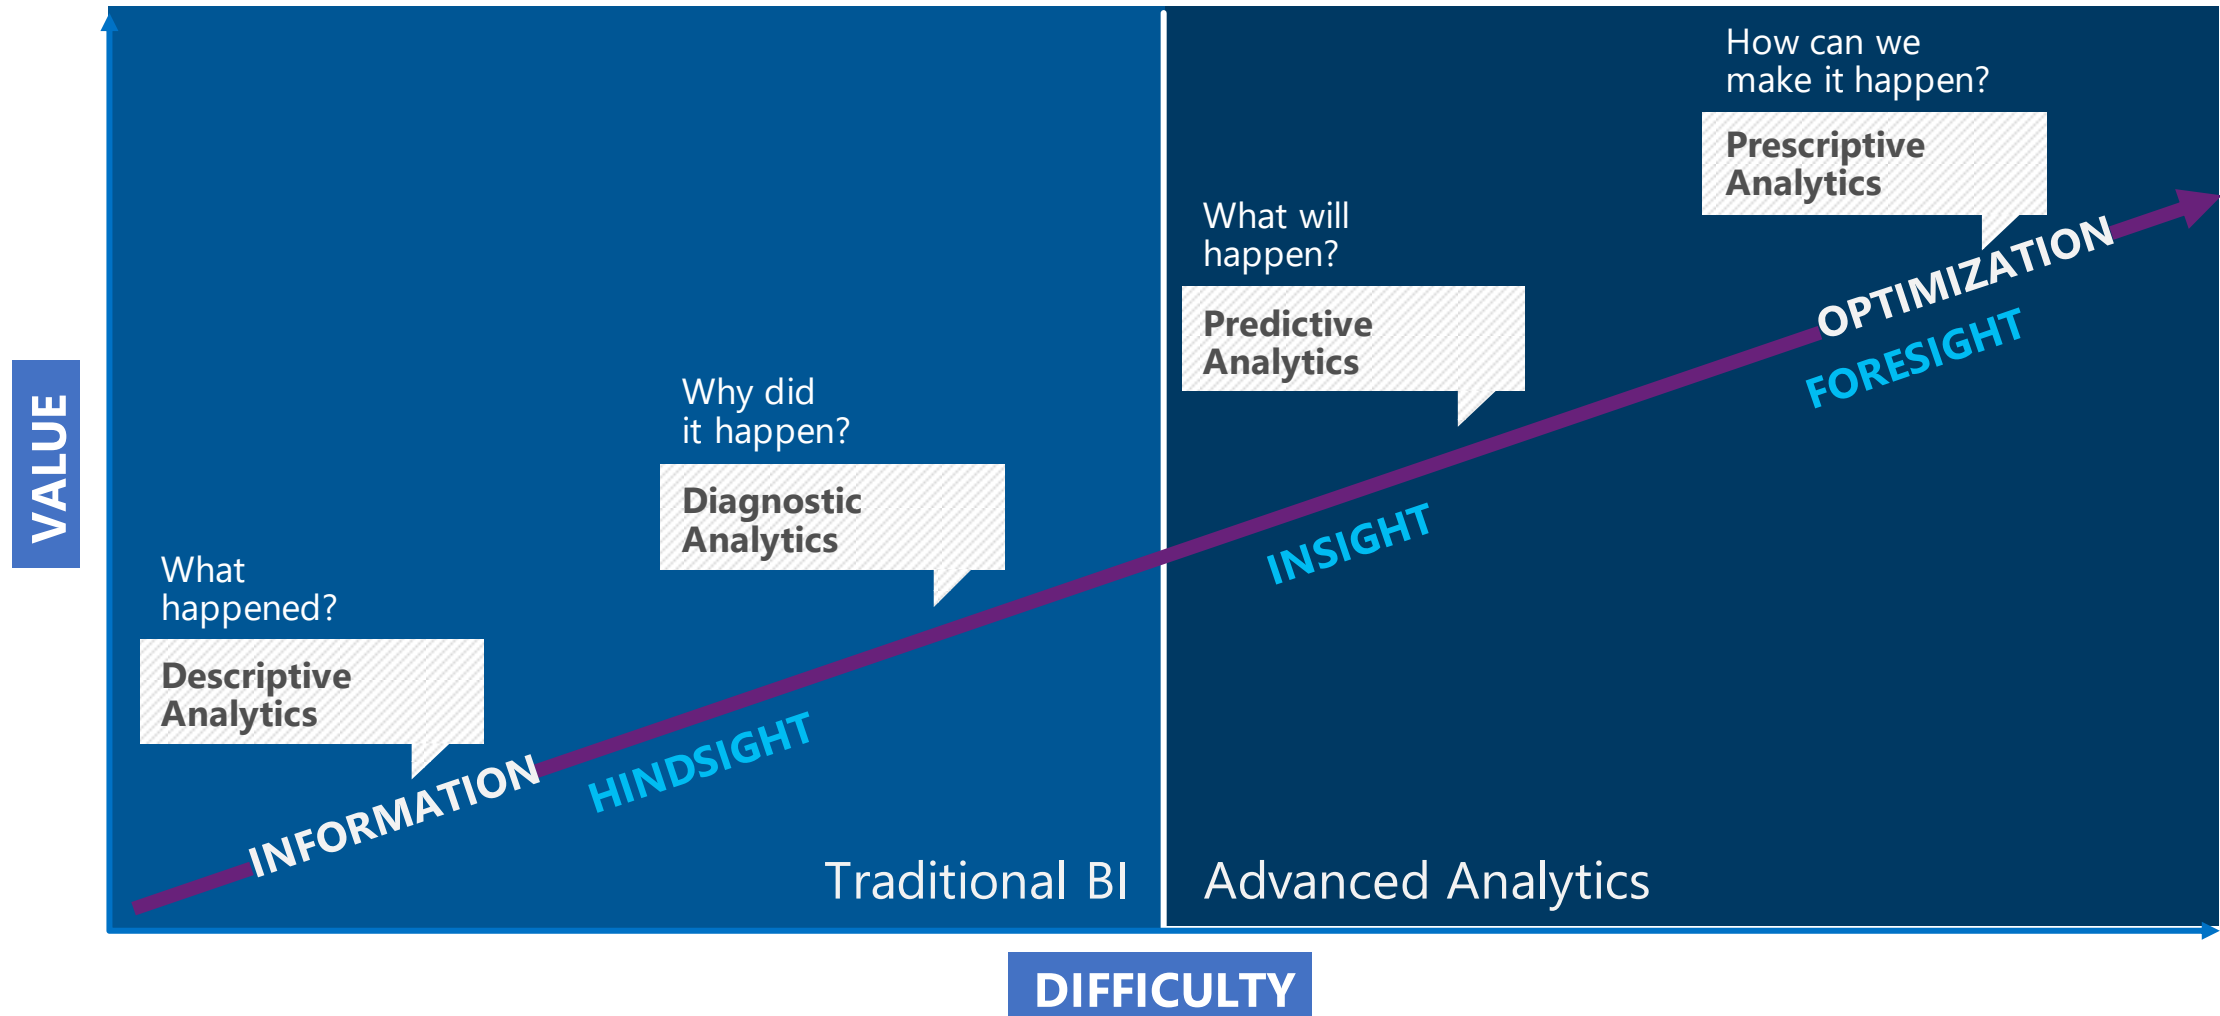 How can we
make it happen?
Prescriptive
Analytics
What will
happen?
Predictive
Analytics
OPTIMIZATION
FORESIGHT
Why did
it happen?
Diagnostic
Analytics
VALUE
INSIGHT
What
happened?
Descriptive
Analytics
INFORMATION
HINDSIGHT
Traditional BI
Advanced Analytics
DIFFICULTY